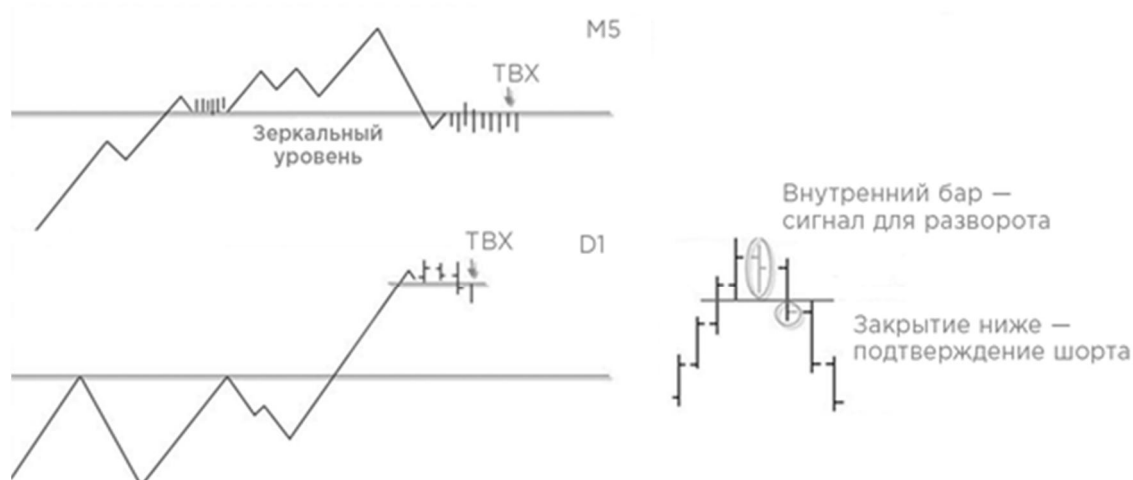 M5
ТВХ
Зеркальный
уровень
ТВХ
D1
Внутренний бар —
сигнал для разворота
Закрытие ниже —
подтверждение шорта